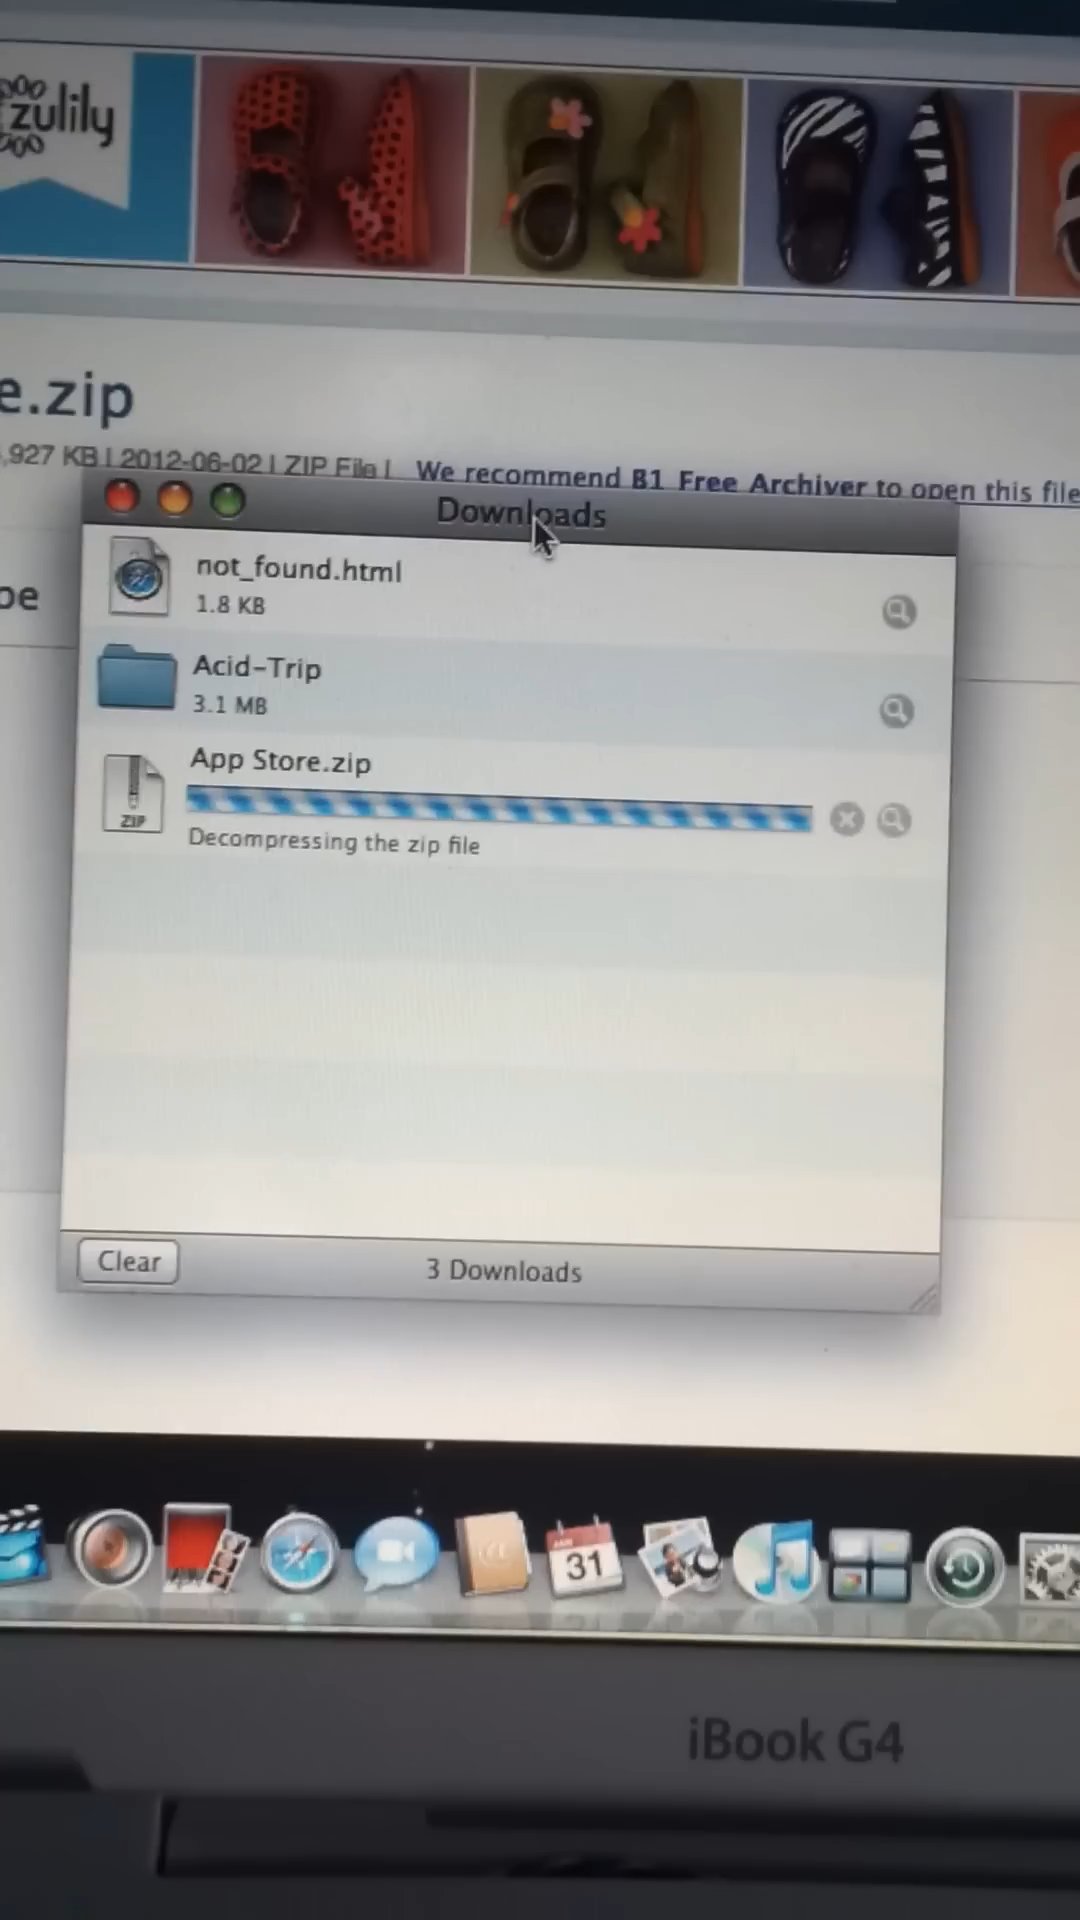 zulily
e.zip
,927 KB | 2012-06-02 | ZIP File | We recommend B1 Free Archiver to open this file
pe
Downloads
not_found.html
1.8 KB
Acid-Trip
3.1 MB
App Store.zip
ZIP
Decompressing the zip file
Clear
3 Downloads
31
iBook G4